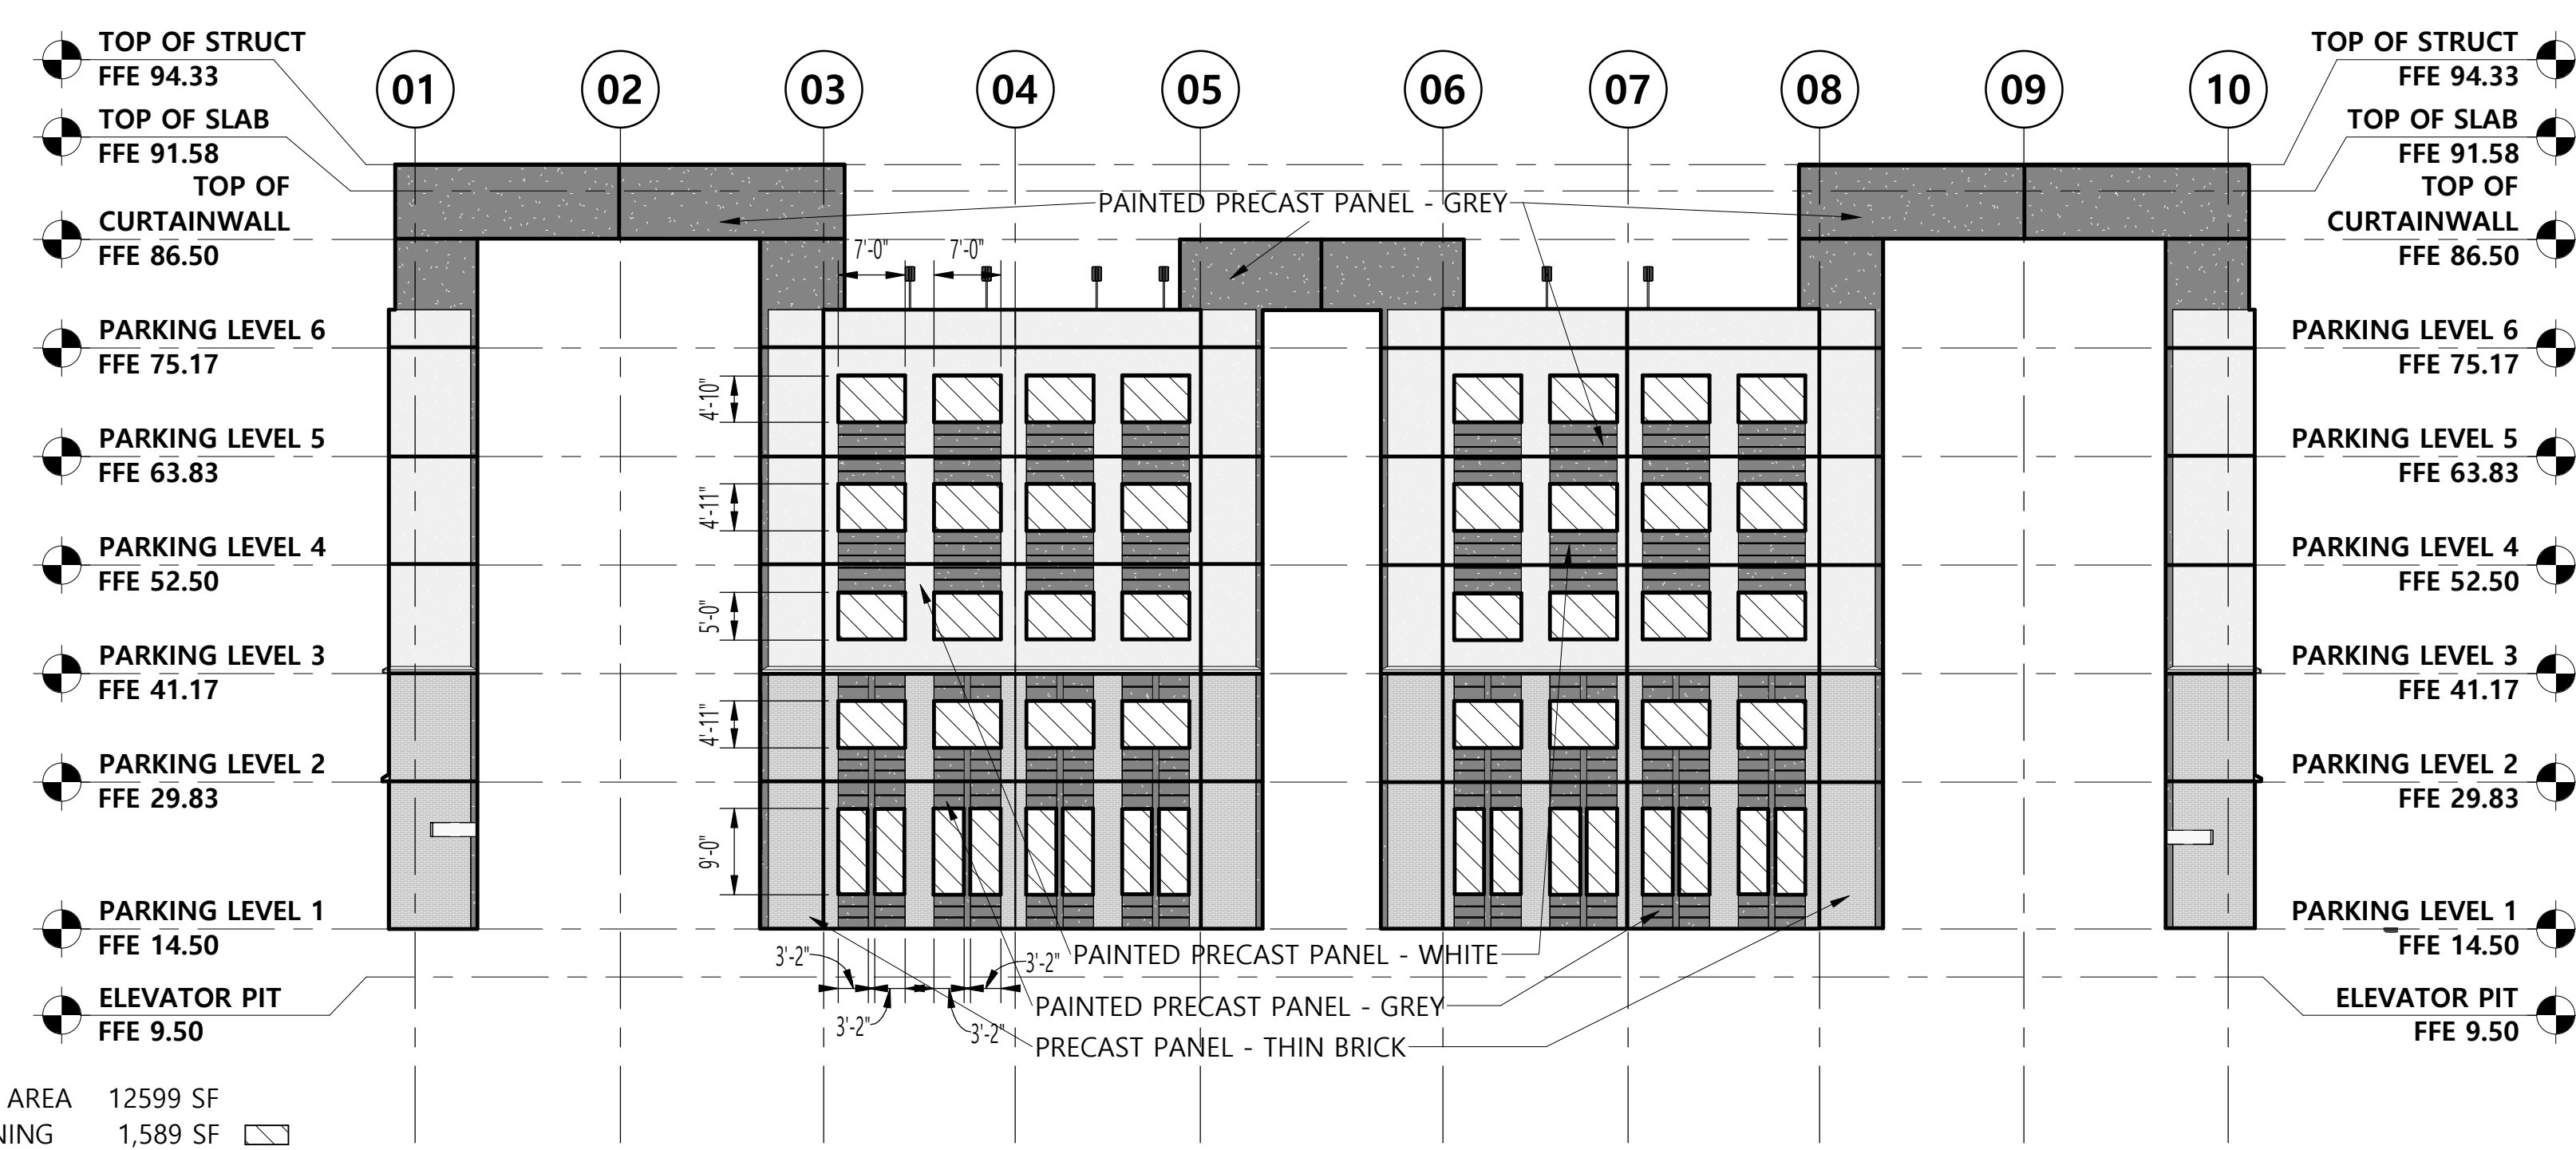 TOP OF STRUCT
FFE 94.33
TOP OF SLAB
FFE 91.58
TOP OF
CURTAINWALL
FFE 86.50
PARKING LEVEL 6
FFE 75.17
PARKING LEVEL 5
FFE 63.83
PARKING LEVEL 4
FFE 52.50
PARKING LEVEL 3
FFE 41.17
PARKING LEVEL 2
FFE 29.83
PARKING LEVEL 1
FFE 14.50
ELEVATOR PIT
FFE 9.50
01 02 03 04 05 06 07 08 09 10
PAINTED PRECAST PANEL - GREY
7'-0" 7'-0"
4'-10"
4'-11"
5'-0"
4'-11"
9'-0"
3'-2" 3'-2"
3'-2" 3'-2"
PAINTED PRECAST PANEL - WHITE
PAINTED PRECAST PANEL - GREY
PRECAST PANEL - THIN BRICK
TOP OF STRUCT
FFE 94.33
TOP OF SLAB
FFE 91.58
TOP OF
CURTAINWALL
FFE 86.50
PARKING LEVEL 6
FFE 75.17
PARKING LEVEL 5
FFE 63.83
PARKING LEVEL 4
FFE 52.50
PARKING LEVEL 3
FFE 41.17
PARKING LEVEL 2
FFE 29.83
PARKING LEVEL 1
FFE 14.50
ELEVATOR PIT
FFE 9.50
AREA 12599 SF
NING 1,589 SF